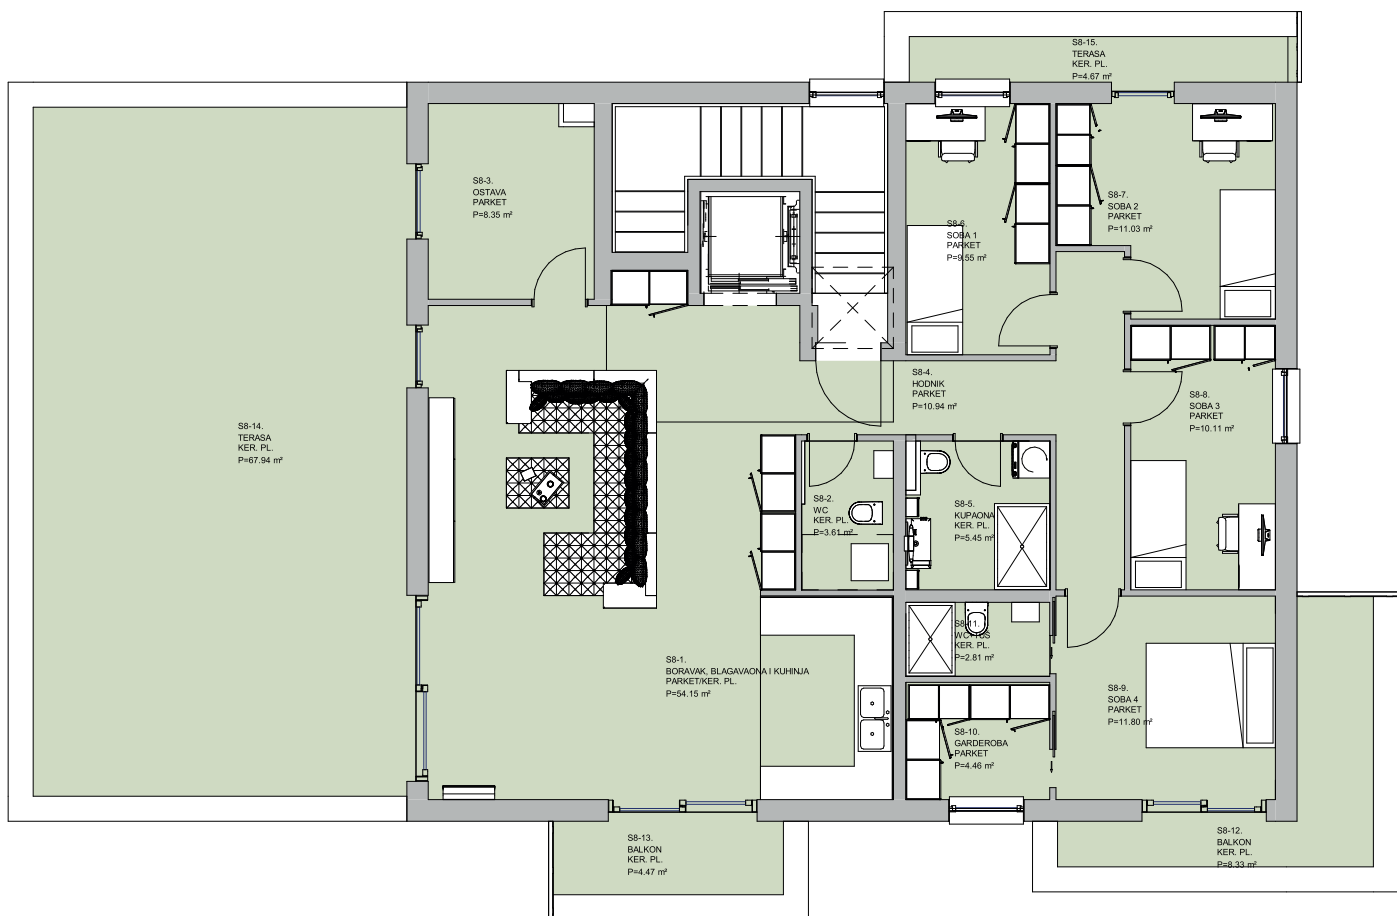 S8-15.
TERASA
KER. PL.
P=4.67 m²
S8-3.
OSTAVA
PARKET
P=8.35 m²
S8-6.
SOBA 1
PARKET
P=9.55 m²
S8-7.
SOBA 2
PARKET
P=11.03 m²
S8-14.
TERASA
KER. PL.
P=67.94 m²
S8-4.
HODNIK
PARKET
P=10.94 m²
S8-8.
SOBA 3
PARKET
P=10.11 m²
S8-2.
WC
KER. PL.
P=3.61 m²
S8-5.
KUPAONA
KER. PL.
P=5.45 m²
S8-11.
WC+TUŠ
KER. PL.
P=2.81 m²
S8-1.
BORAVAK, BLAGAVAONA I KUHINJA
PARKET/KER. PL.
P=54.15 m²
S8-9.
SOBA 4
PARKET
P=11.80 m²
S8-10.
GARDEROBA
PARKET
P=4.46 m²
S8-13.
BALKON
KER. PL.
P=4.47 m²
S8-12.
BALKON
KER. PL.
P=8.33 m²